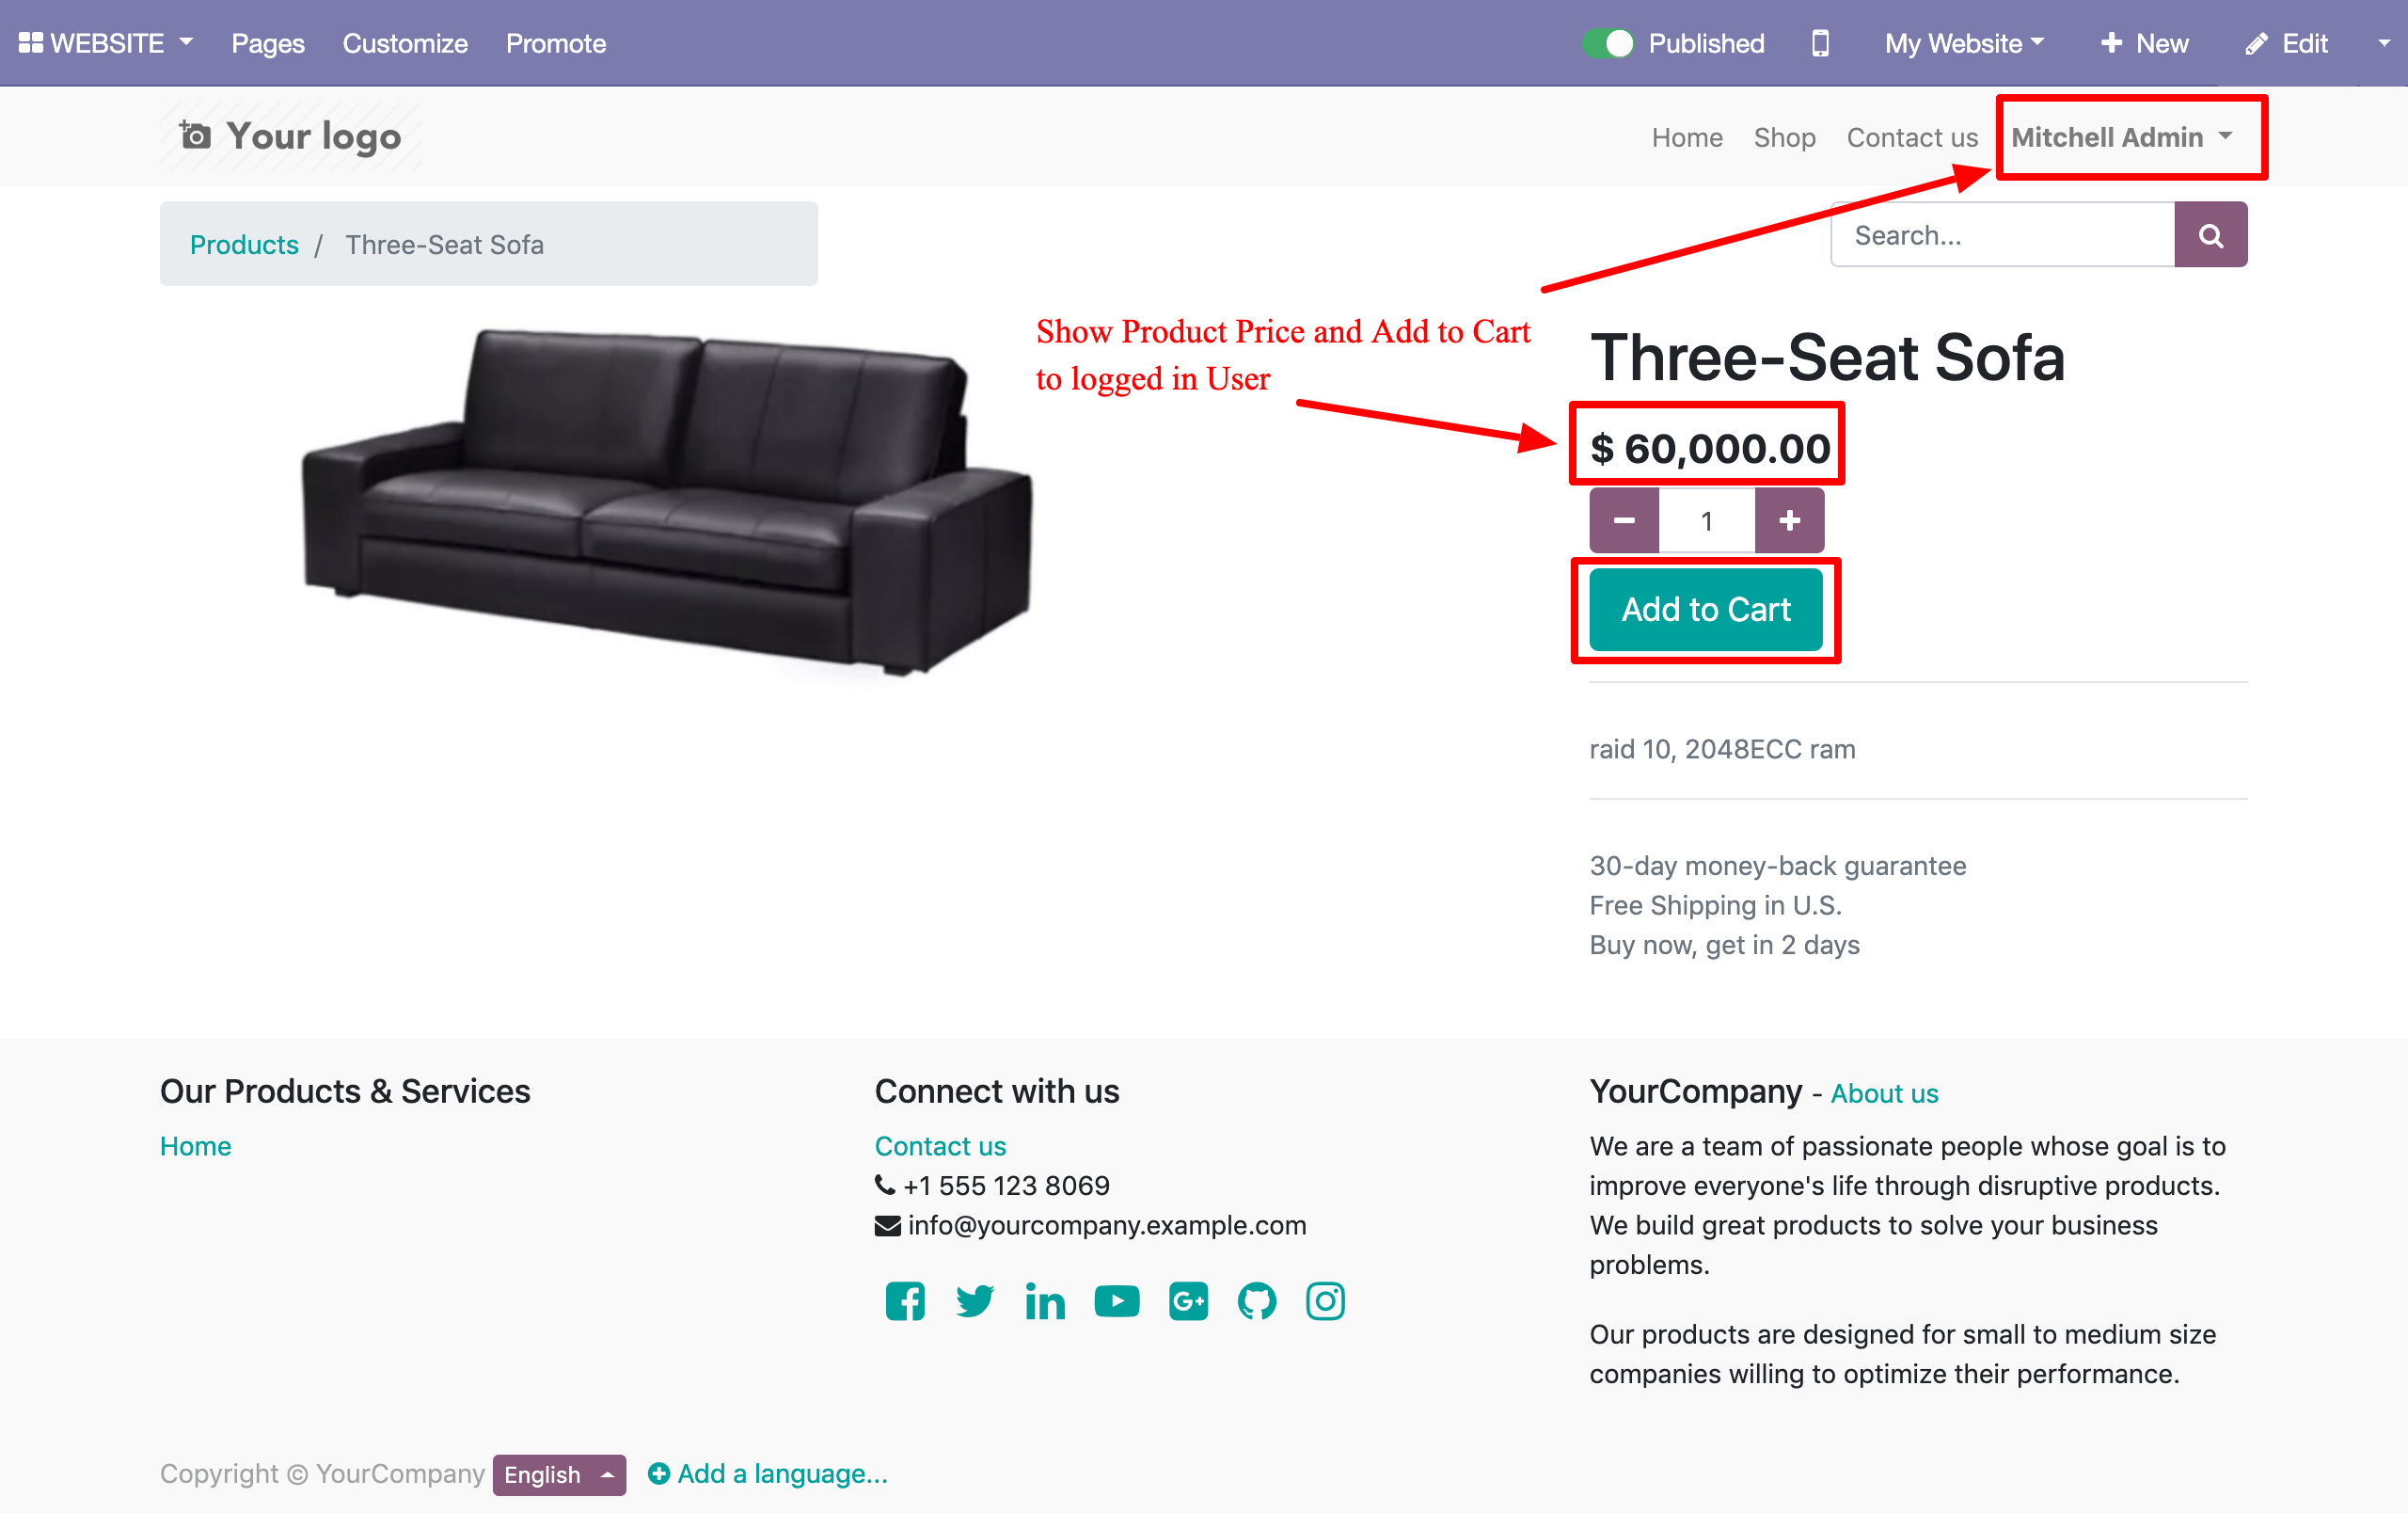 WEBSITE Pages Customize Promote Published My Website New Edit
Your logo Home Shop Contact us Mitchell Admin
Products / Three-Seat Sofa Search...
Show Product Price and Add to Cart
to logged in User
Three-Seat Sofa
$ 60,000.00
1
Add to Cart
raid 10, 2048ECC ram
30-day money-back guarantee
Free Shipping in U.S.
Buy now, get in 2 days
Our Products & Services
Home
Connect with us
Contact us
+1 555 123 8069
info@yourcompany.example.com
G+
YourCompany - About us
We are a team of passionate people whose goal is to
improve everyone's life through disruptive products.
We build great products to solve your business
problems.
Our products are designed for small to medium size
companies willing to optimize their performance.
Copyright © YourCompany English Add a language...